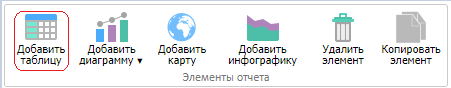 Добавить таблицу
Добавить диаграмму ▾
Добавить карту
Добавить инфографику
Удалить элемент
Копировать элемент
Элементы отчета